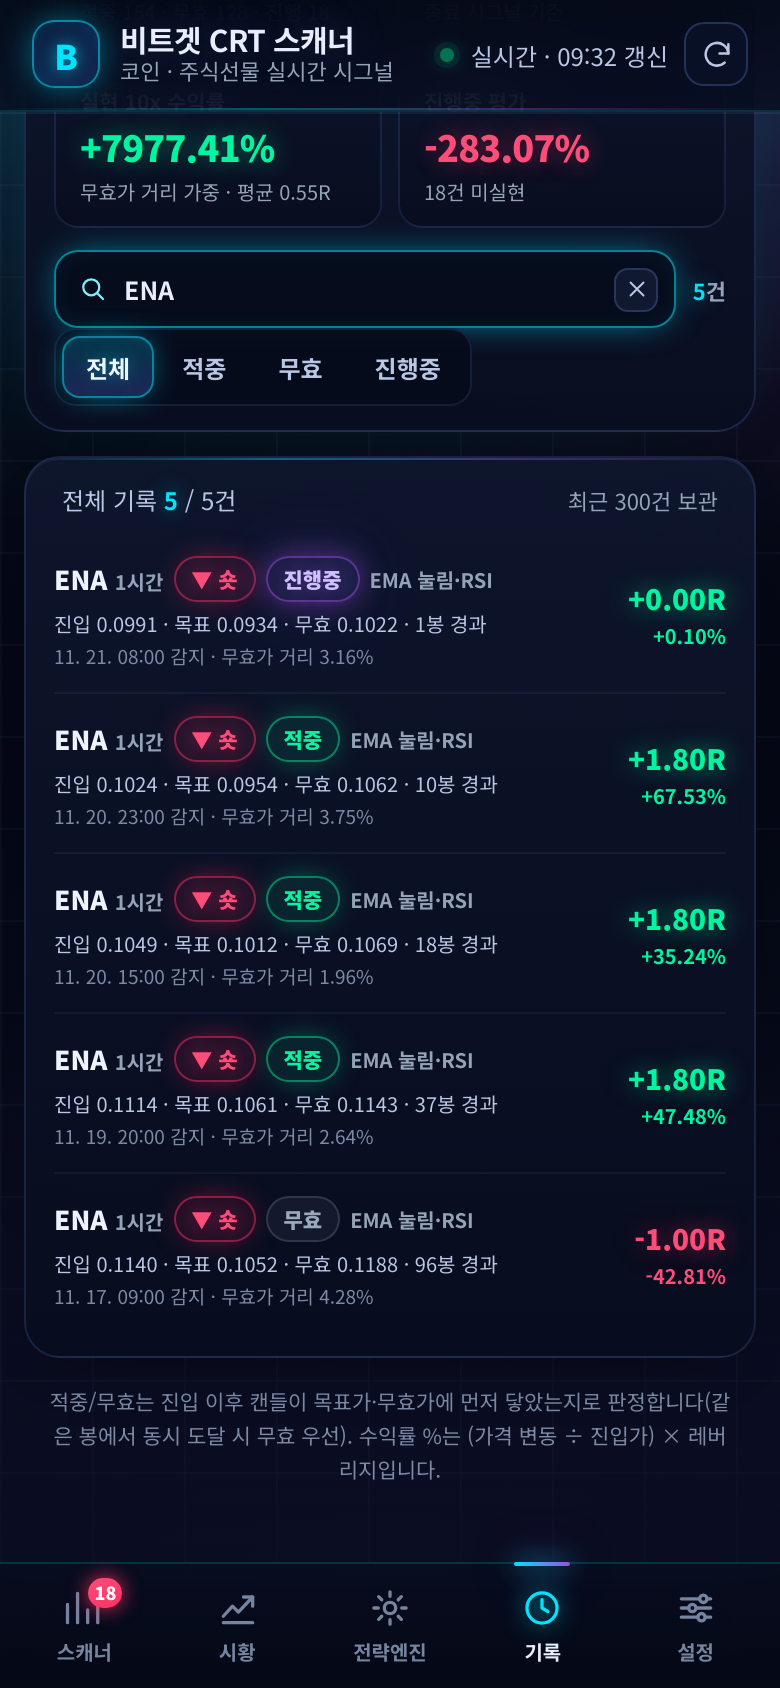 B
비트겟 CRT 스캐너
코인 · 주식선물 실시간 시그널
실시간 · 09:32 갱신
실현 10x 수익률
진행중 평가
+7977.41%
-283.07%
무효가 거리 가중 · 평균 0.55R
18건 미실현
ENA
5건
전체 적중 무효 진행중
전체 기록 5 / 5건
최근 300건 보관
ENA 1시간 ▼ 숏 진행중 EMA 눌림·RSI
+0.00R
진입 0.0991 · 목표 0.0934 · 무효 0.1022 · 1봉 경과
+0.10%
11. 21. 08:00 감지 · 무효가 거리 3.16%
ENA 1시간 ▼ 숏 적중 EMA 눌림·RSI
+1.80R
진입 0.1024 · 목표 0.0954 · 무효 0.1062 · 10봉 경과
+67.53%
11. 20. 23:00 감지 · 무효가 거리 3.75%
ENA 1시간 ▼ 숏 적중 EMA 눌림·RSI
+1.80R
진입 0.1049 · 목표 0.1012 · 무효 0.1069 · 18봉 경과
+35.24%
11. 20. 15:00 감지 · 무효가 거리 1.96%
ENA 1시간 ▼ 숏 적중 EMA 눌림·RSI
+1.80R
진입 0.1114 · 목표 0.1061 · 무효 0.1143 · 37봉 경과
+47.48%
11. 19. 20:00 감지 · 무효가 거리 2.64%
ENA 1시간 ▼ 숏 무효 EMA 눌림·RSI
-1.00R
진입 0.1140 · 목표 0.1052 · 무효 0.1188 · 96봉 경과
-42.81%
11. 17. 09:00 감지 · 무효가 거리 4.28%
적중/무효는 진입 이후 캔들이 목표가·무효가에 먼저 닿았는지로 판정합니다(같
은 봉에서 동시 도달 시 무효 우선). 수익률 %는 (가격 변동 ÷ 진입가) × 레버
리지입니다.
18
스캐너 시황 전략엔진 기록 설정